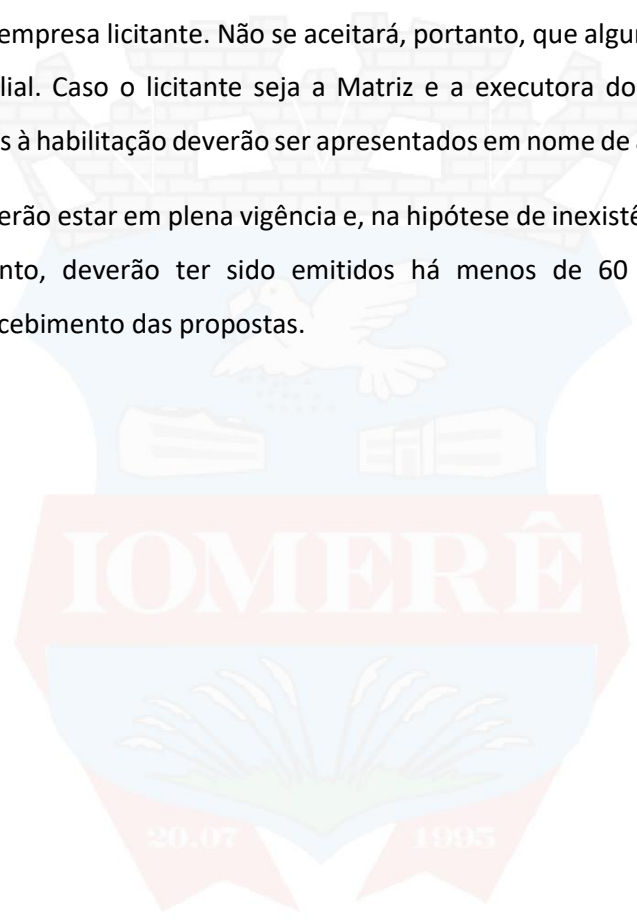 empresa licitante. Não se aceitará, portanto, que algu
lial. Caso o licitante seja a Matriz e a executora do
s à habilitação deverão ser apresentados em nome de
erão estar em plena vigência e, na hipótese de inexistê
nto, deverão ter sido emitidos há menos de 60
cebimento das propostas.
IOMERÊ
20.07 1995